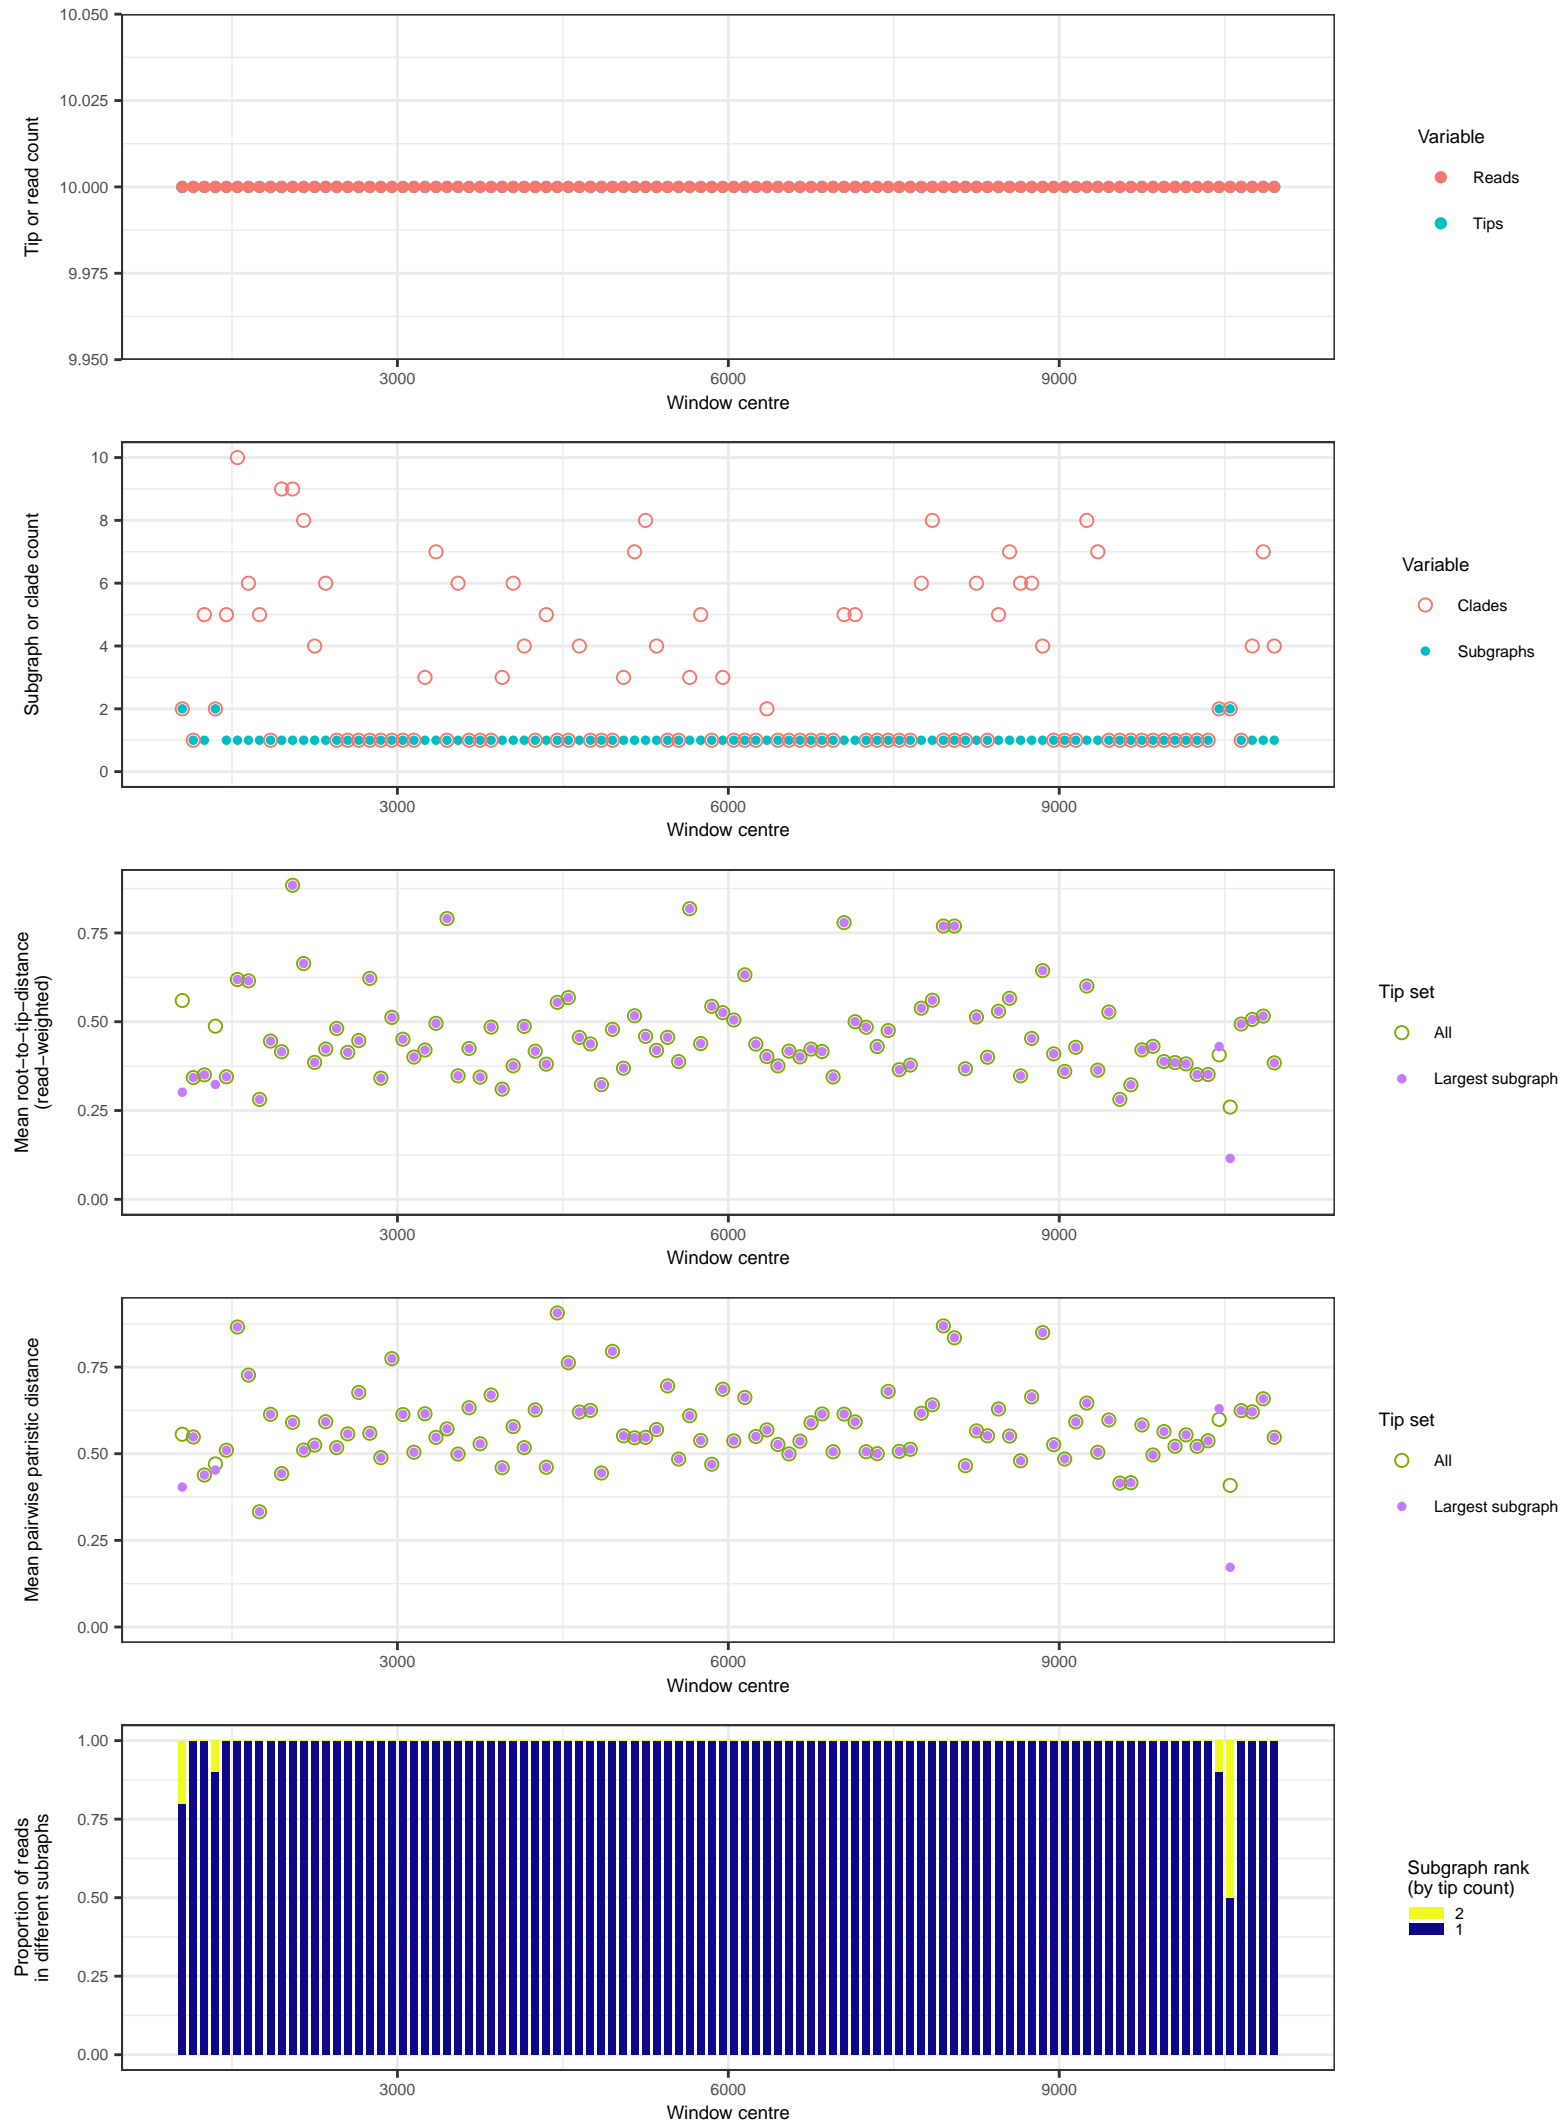 10.050
10.025
10.000
9.975
9.950
Tip or read count
3000
6000
9000
Window centre
Variable
Reads
Tips
10
8
6
4
2
0
Subgraph or clade count
3000
6000
9000
Window centre
Variable
Clades
Subgraphs
0.75
0.50
0.25
0.00
Mean root−to−tip−distance
(read−weighted)
3000
6000
9000
Window centre
Tip set
All
Largest subgraph
0.75
0.50
0.25
0.00
Mean pairwise patristic distance
3000
6000
9000
Window centre
Tip set
All
Largest subgraph
1.00
0.75
0.50
0.25
0.00
Proportion of reads
in different subraphs
3000
6000
9000
Window centre
Subgraph rank
(by tip count)
2
1